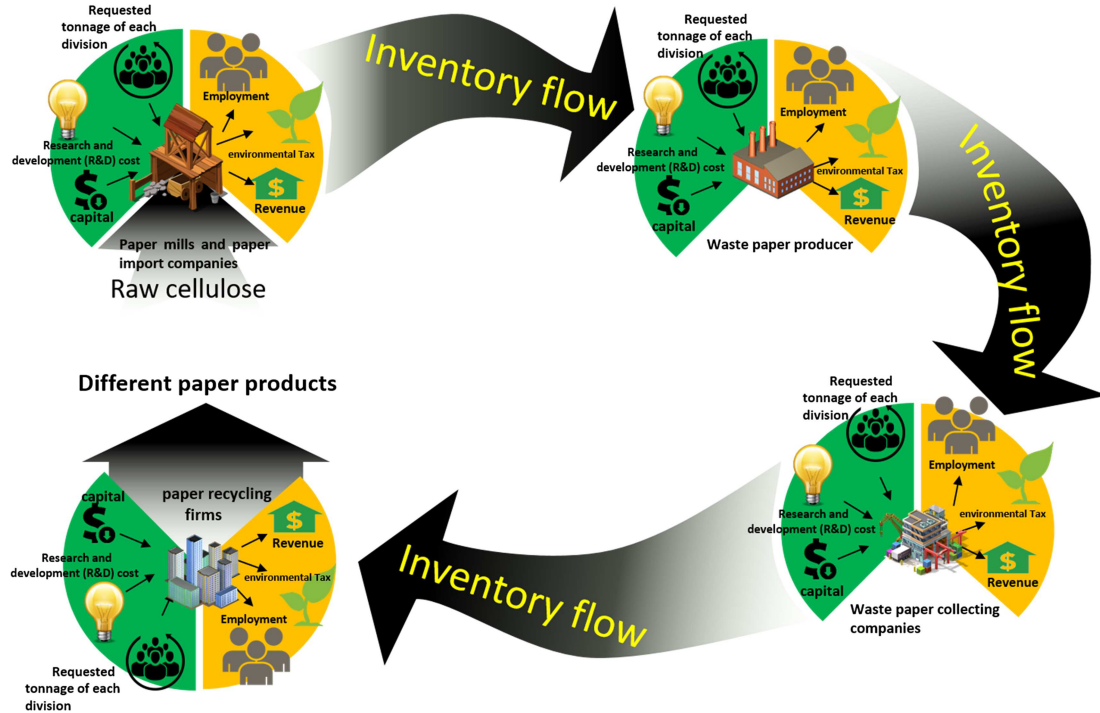 Requested
tonnage of each
division
Employment
Research and
development (R&D) cost
environmental Tax
capital
Revenue
Paper mills and paper
import companies
Raw cellulose
Inventory flow
Requested
tonnage of each
division
Employment
Research and
development (R&D) cost
environmental Tax
capital
Revenue
Waste paper producer
Inventory flow
Requested
tonnage of each
division
Employment
Research and
development (R&D) cost
environmental Tax
capital
Revenue
Waste paper collecting
companies
Inventory flow
Different paper products
paper recycling
firms
capital
Revenue
Research and
development (R&D) cost
environmental Tax
Employment
Requested
tonnage of each
division